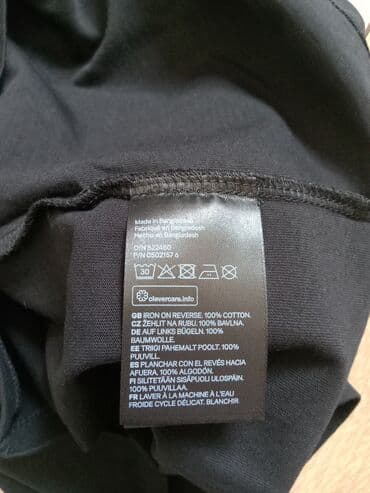 Made in Bangladesh
Fabriqué en Bangladesh
Hecho en Bangladesh
O/N 522460
P/N 0502157 6
30
clevercare.info
GB IRON ON REVERSE. 100% COTTON.
CZ ŽEHLIT NA RUBU. 100% BAVLNA.
DE AUF LINKS BÜGELN. 100%
BAUMWOLLE.
EE TRIIGI PAHEMALT POOLT. 100%
PUUVILL.
ES PLANCHAR CON EL REVÉS HACIA
AFUERA. 100% ALGODÓN.
FI SILITETÄÄN SISÄPUOLI ULOSPÄIN.
100% PUUVILLAA
FR LAVER À LA MACHINE À L'EAU
FROIDE CYCLE DÉLICAT. BLANCHIR